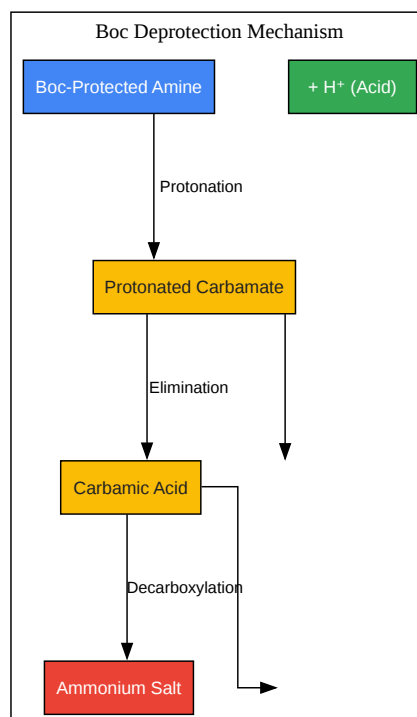 Boc Deprotection Mechanism
Boc-Protected Amine
+ H⁺ (Acid)
Protonation
Protonated Carbamate
Elimination
Carbamic Acid
Decarboxylation
Ammonium Salt